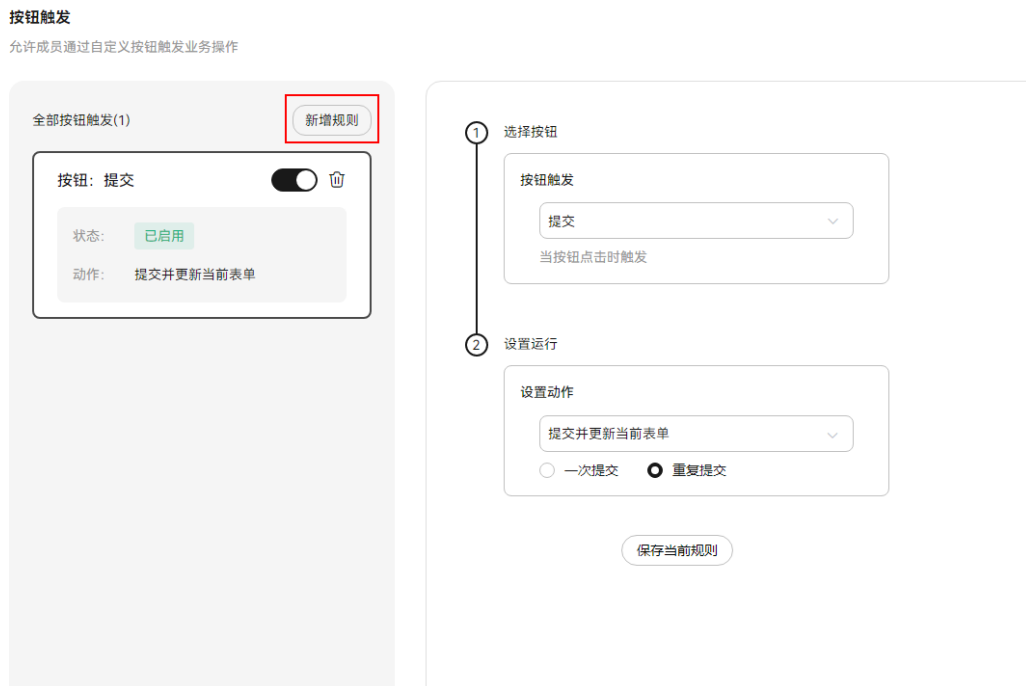 按钮触发
允许成员通过自定义按钮触发业务操作
全部按钮触发(1)
新增规则
按钮：提交
状态：
已启用
动作：
提交并更新当前表单
1
选择按钮
按钮触发
提交
当按钮点击时触发
2
设置运行
设置动作
提交并更新当前表单
一次提交
重复提交
保存当前规则